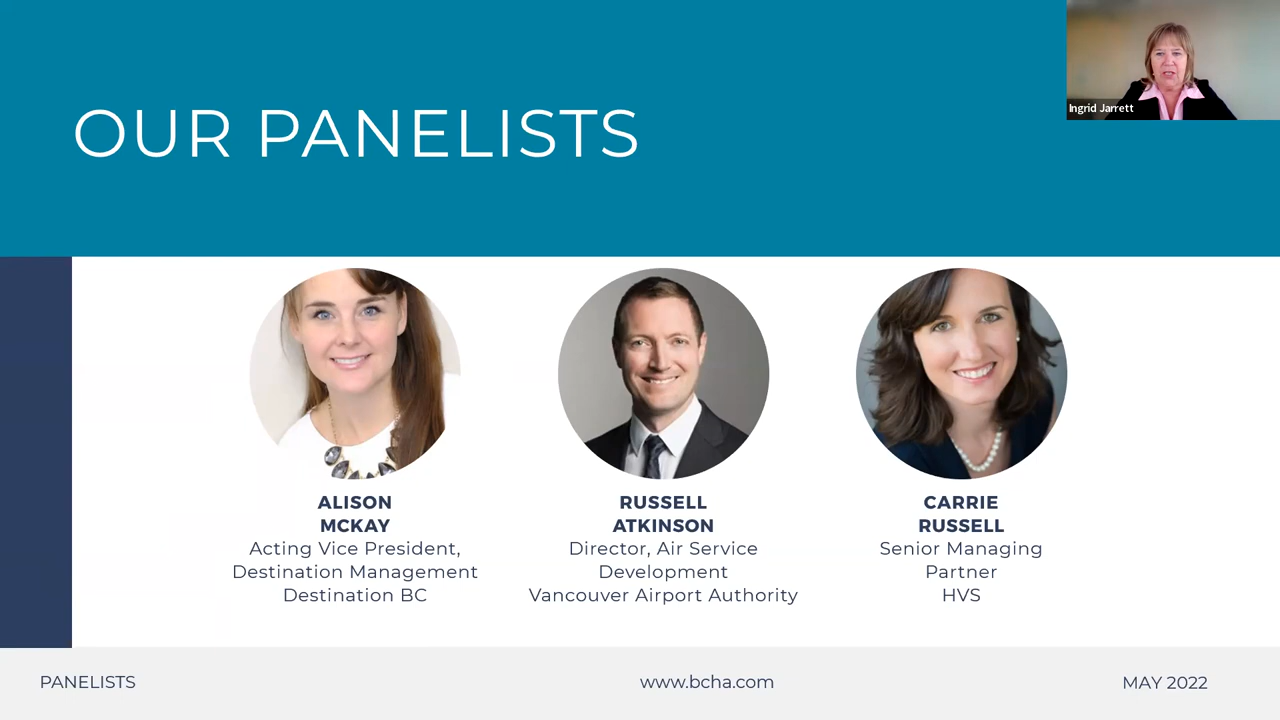 OUR PANELISTS
Ingrid Jarrett
ALISON
MCKAY
Acting Vice President,
Destination Management
Destination BC
RUSSELL
ATKINSON
Director, Air Service
Development
Vancouver Airport Authority
CARRIE
RUSSELL
Senior Managing
Partner
HVS
PANELISTS
www.bcha.com
MAY 2022